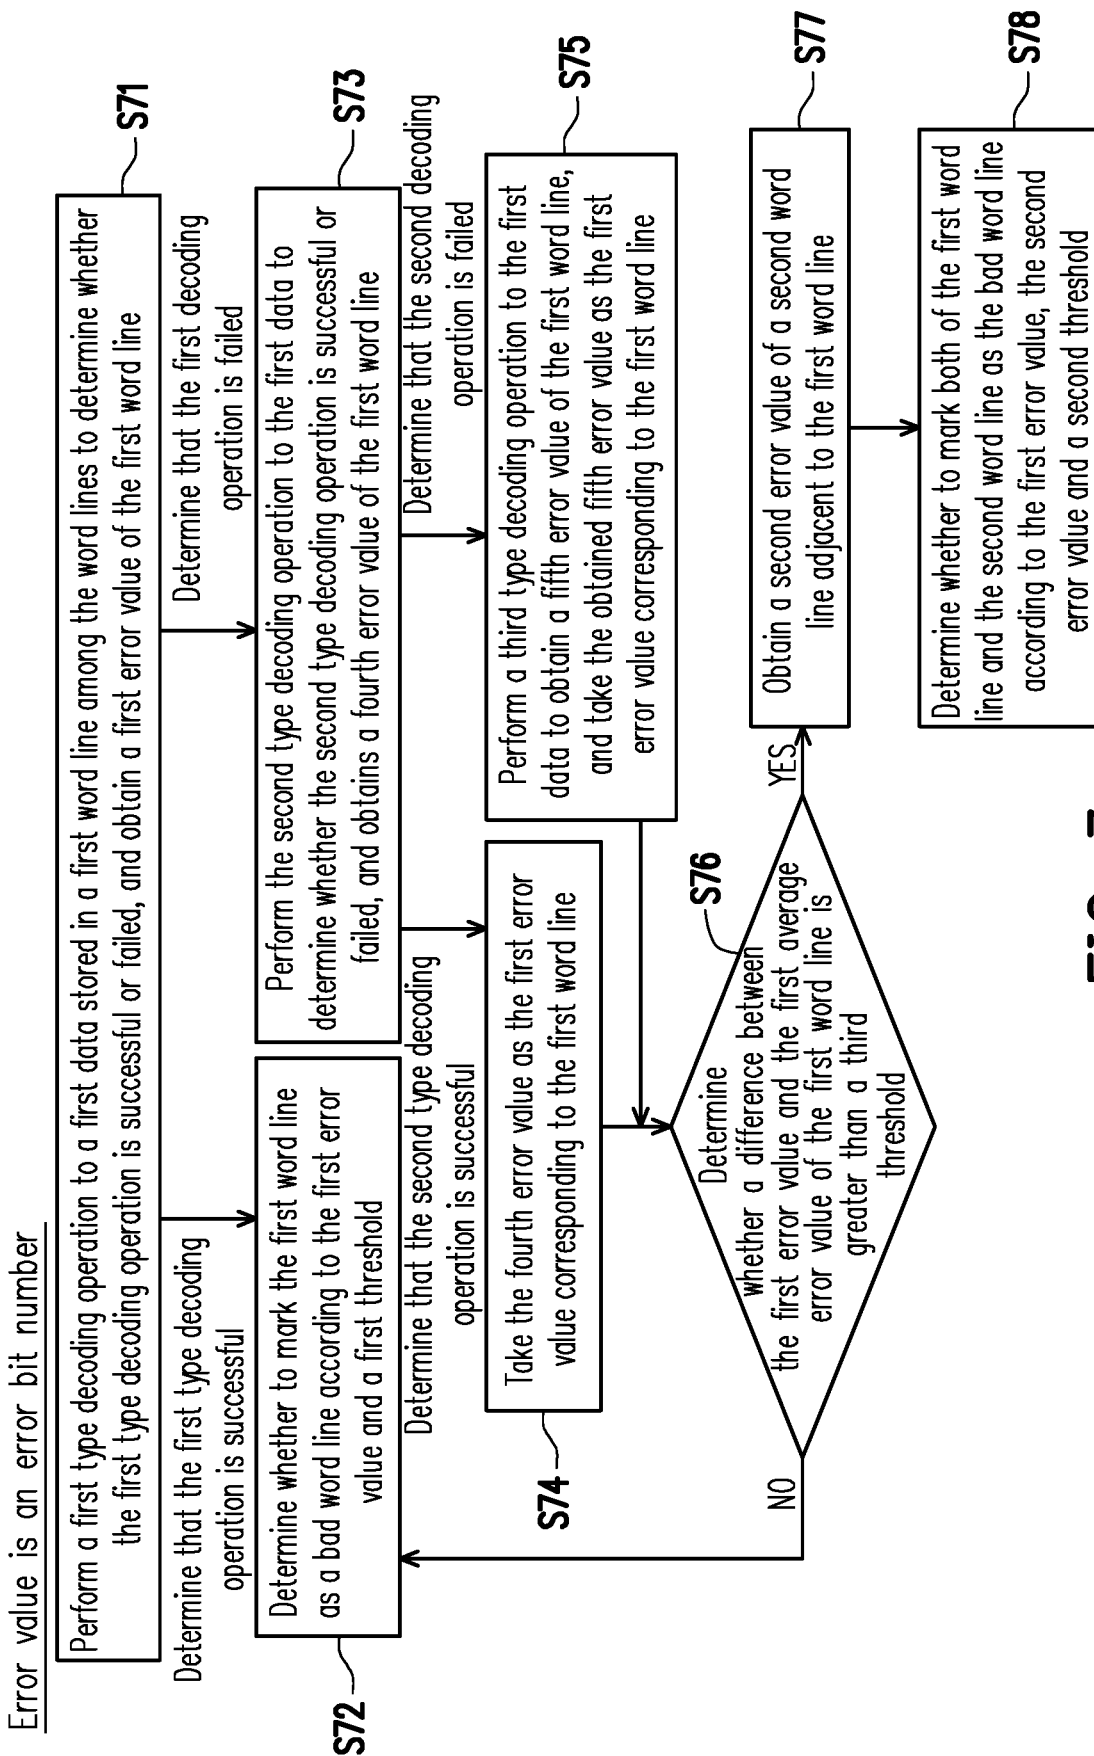 Error value is an error bit number
Perform a first type decoding operation to a first data stored in a first word line among the word lines to determine whether
the first type decoding operation is successful or failed, and obtain a first error value of the first word line
S71
Determine that the first type decoding
operation is successful
Determine that the first decoding
operation is failed
Determine whether to mark the first word line
as a bad word line according to the first error
value and a first threshold
S72
Perform the second type decoding operation to the first data to
determine whether the second type decoding operation is successful or
failed, and obtains a fourth error value of the first word line
S73
Determine that the second type decoding
operation is successful
Determine that the second decoding
operation is failed
Take the fourth error value as the first error
value corresponding to the first word line
S74
Perform a third type decoding operation to the first
data to obtain a fifth error value of the first word line,
and take the obtained fifth error value as the first
error value corresponding to the first word line
S75
Determine
whether a difference between
the first error value and the first average
error value of the first word line is
greater than a third
threshold
S76
NO
YES
Obtain a second error value of a second word
line adjacent to the first word line
S77
Determine whether to mark both of the first word
line and the second word line as the bad word line
according to the first error value, the second
error value and a second threshold
S78